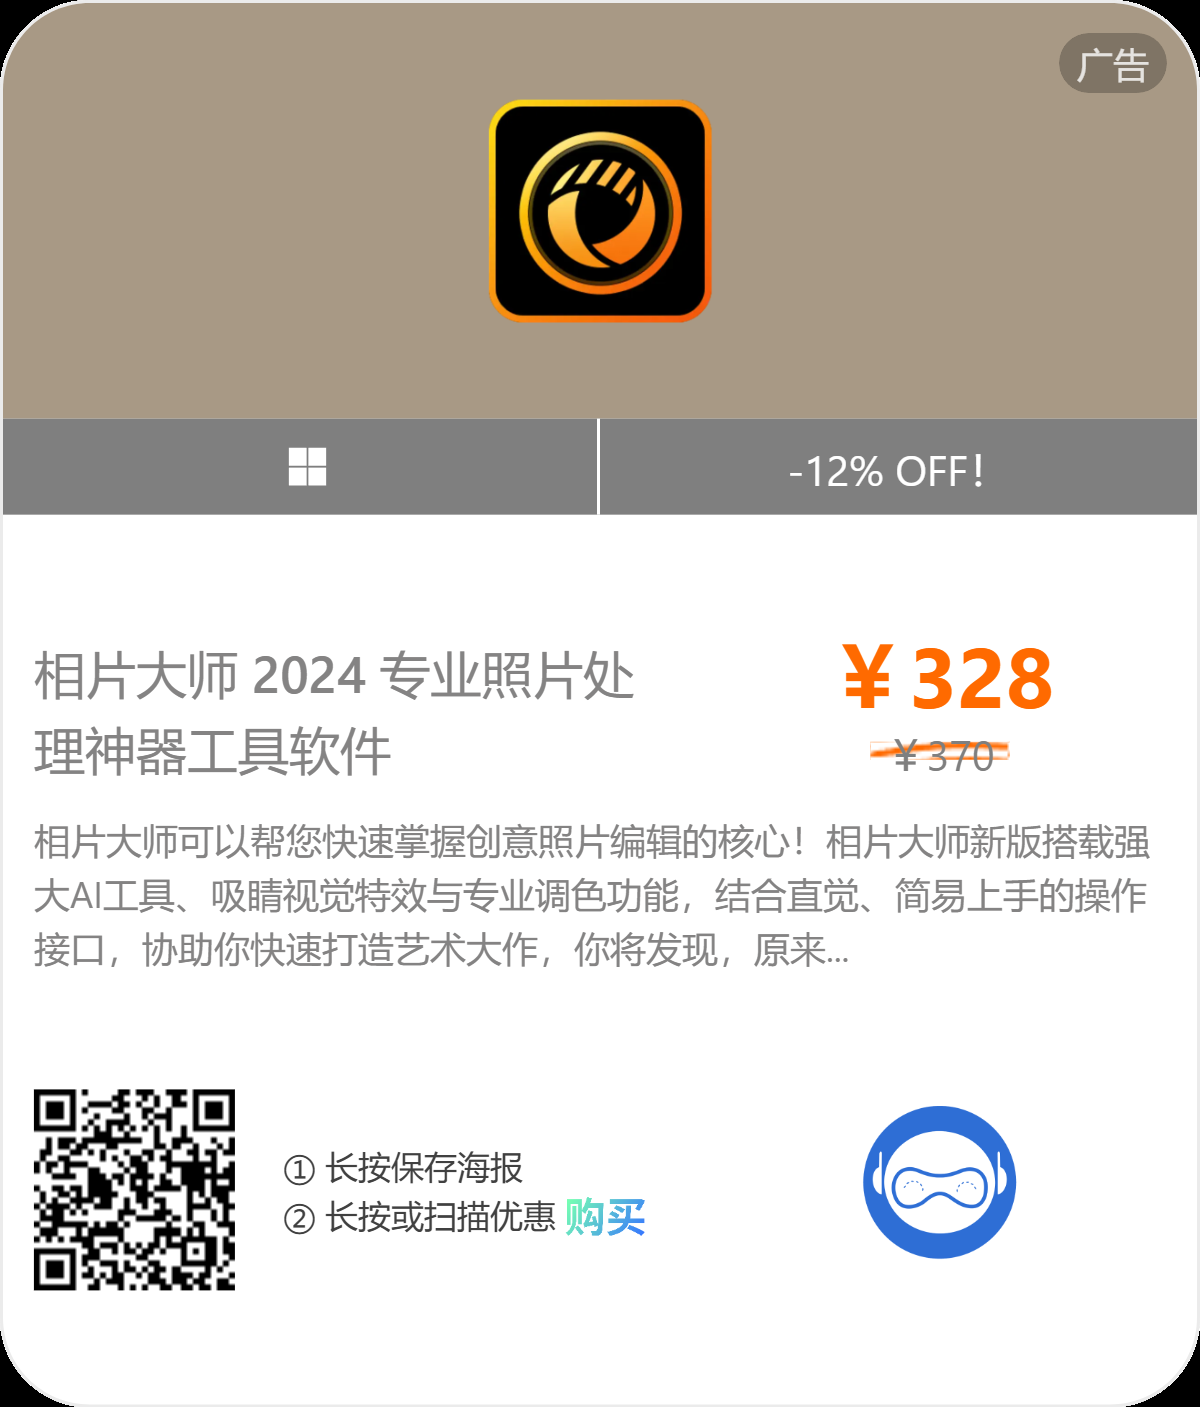 广告
-12% OFF!
相片大师 2024 专业照片处
理神器工具软件
¥328
¥370
相片大师可以帮您快速掌握创意照片编辑的核心！相片大师新版搭载强
大AI工具、吸睛视觉特效与专业调色功能，结合直觉、简易上手的操作
接口，协助你快速打造艺术大作，你将发现，原来...
① 长按保存海报
② 长按或扫描优惠 购买